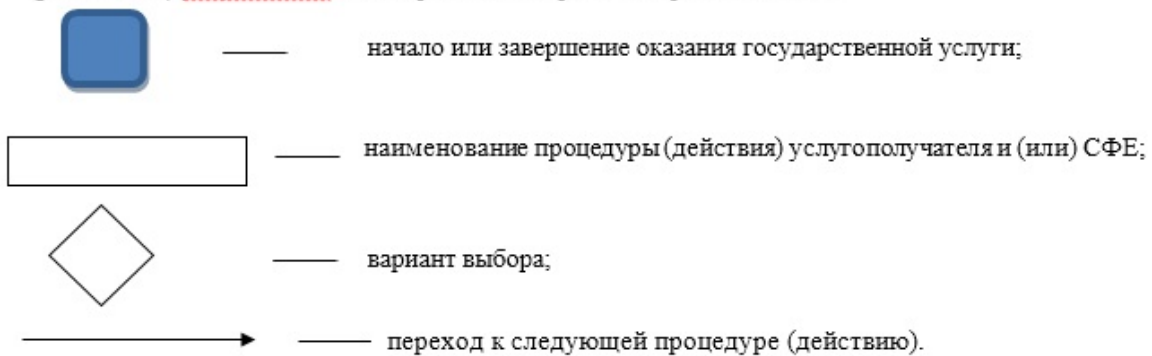 начало или завершение оказания государственной услуги;
наименование процедуры (действия) услугополучателя и (или) СФЕ;
вариант выбора;
переход к следующей процедуре (действию).